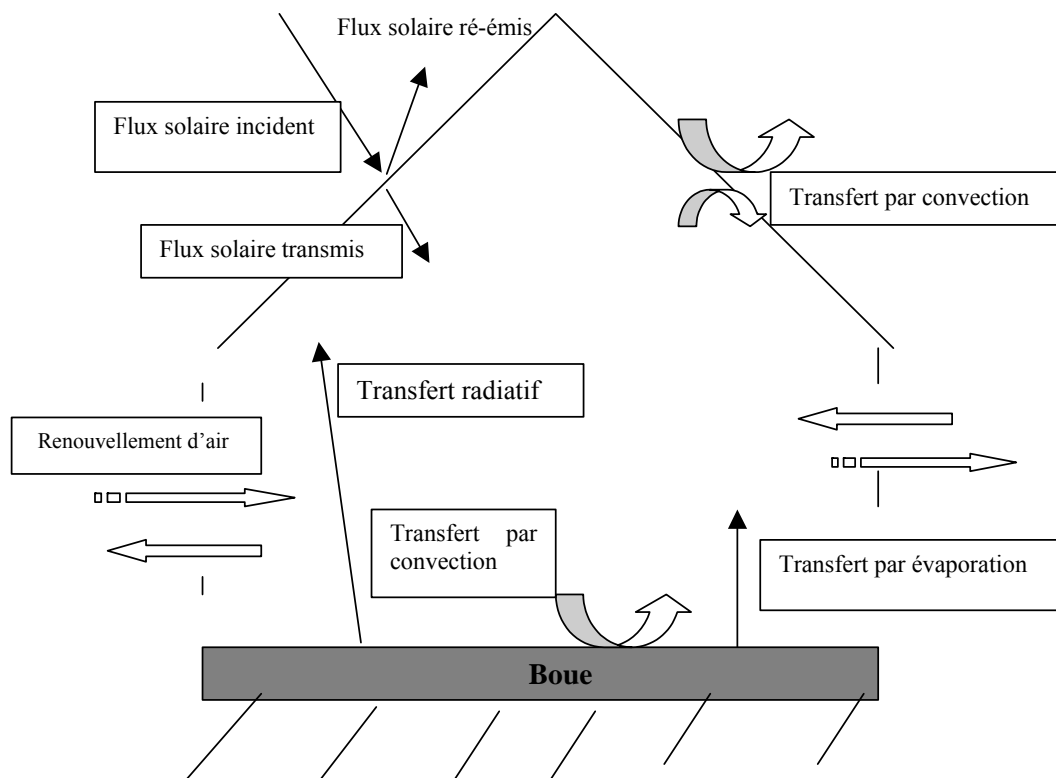 Flux solaire ré-émis
Flux solaire incident
Transfert par convection
Flux solaire transmis
Transfert radiatif
Renouvellement d'air
Transfert par
convection
Transfert par évaporation
Boue